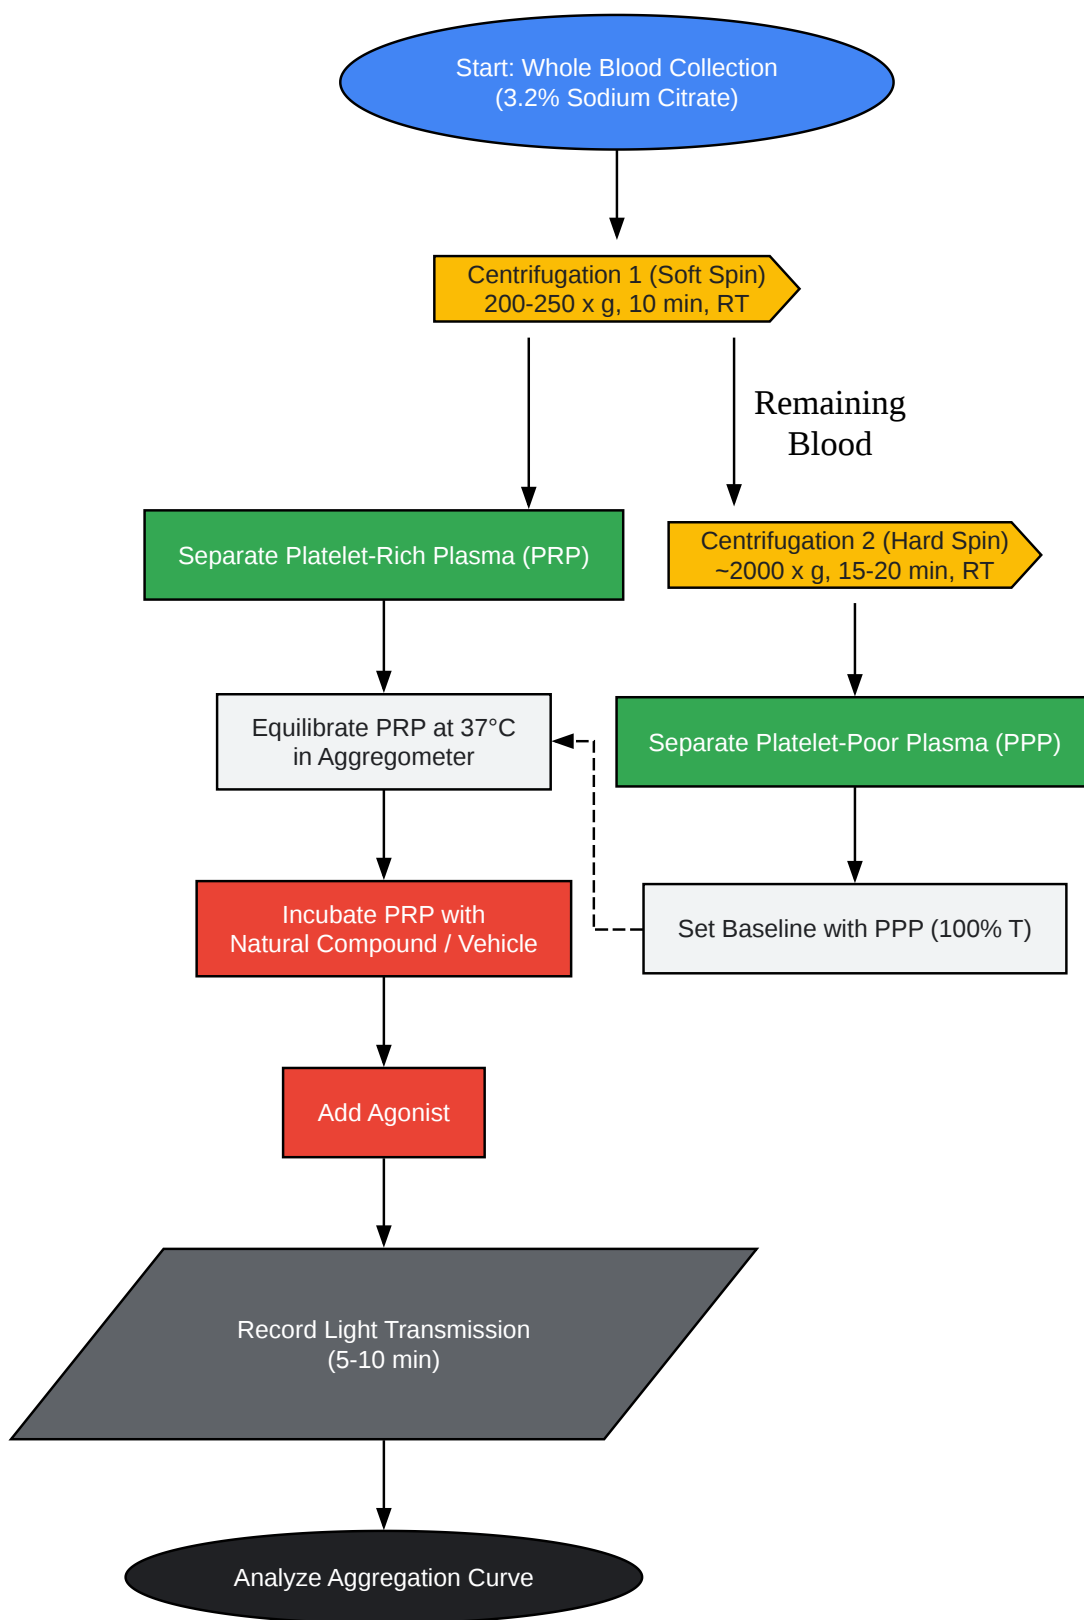 Start: Whole Blood Collection
(3.2% Sodium Citrate)
Centrifugation 1 (Soft Spin)
200-250 x g, 10 min, RT
Remaining
Blood
Separate Platelet-Rich Plasma (PRP)
Centrifugation 2 (Hard Spin)
~2000 x g, 15-20 min, RT
Equilibrate PRP at 37°C
in Aggregometer
Separate Platelet-Poor Plasma (PPP)
Incubate PRP with
Natural Compound / Vehicle
Set Baseline with PPP (100% T)
Add Agonist
Record Light Transmission
(5-10 min)
Analyze Aggregation Curve